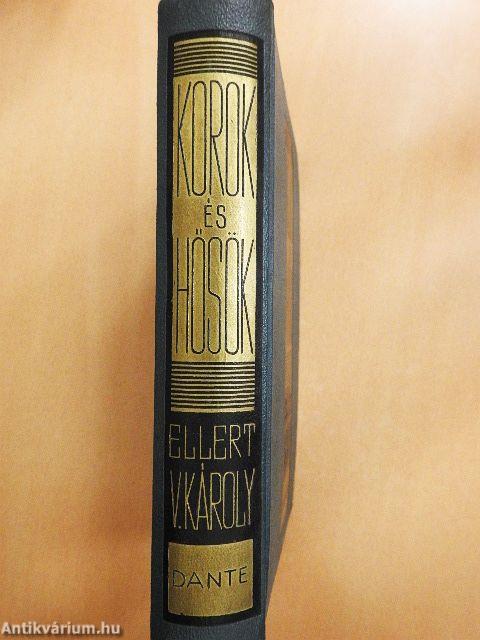 KOROK
ÉS
HŐSÖK
ELLERT
V. KÁROLY
DANTE
Antikvárium.hu